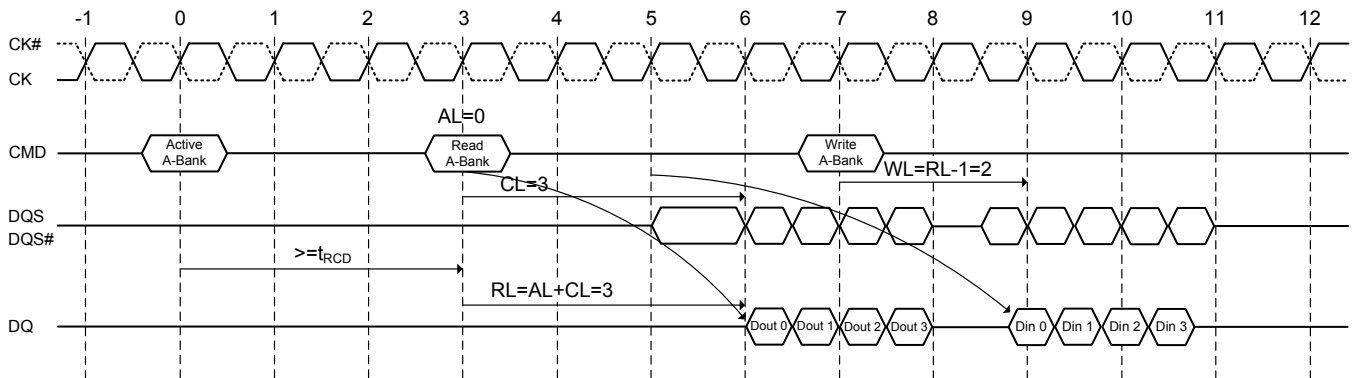 -1 0 1 2 3 4 5 6 7 8 9 10 11 12
CK#
CK
AL=0
CMD
Active
A-Bank
Read
A-Bank
Write
A-Bank
CL=3
WL=RL-1=2
DQS
DQS#
>=tRCD
RL=AL+CL=3
DQ
Dout 0 Dout 1 Dout 2 Dout 3 Din 0 Din 1 Din 2 Din 3